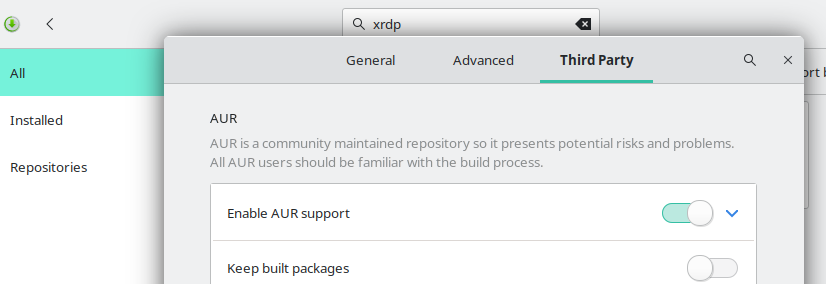 xrdp
General Advanced Third Party
All
ort b
AUR
Installed
AUR is a community maintained repository so it presents potential risks and problems.
All AUR users should be familiar with the build process.
Repositories
Enable AUR support
Keep built packages